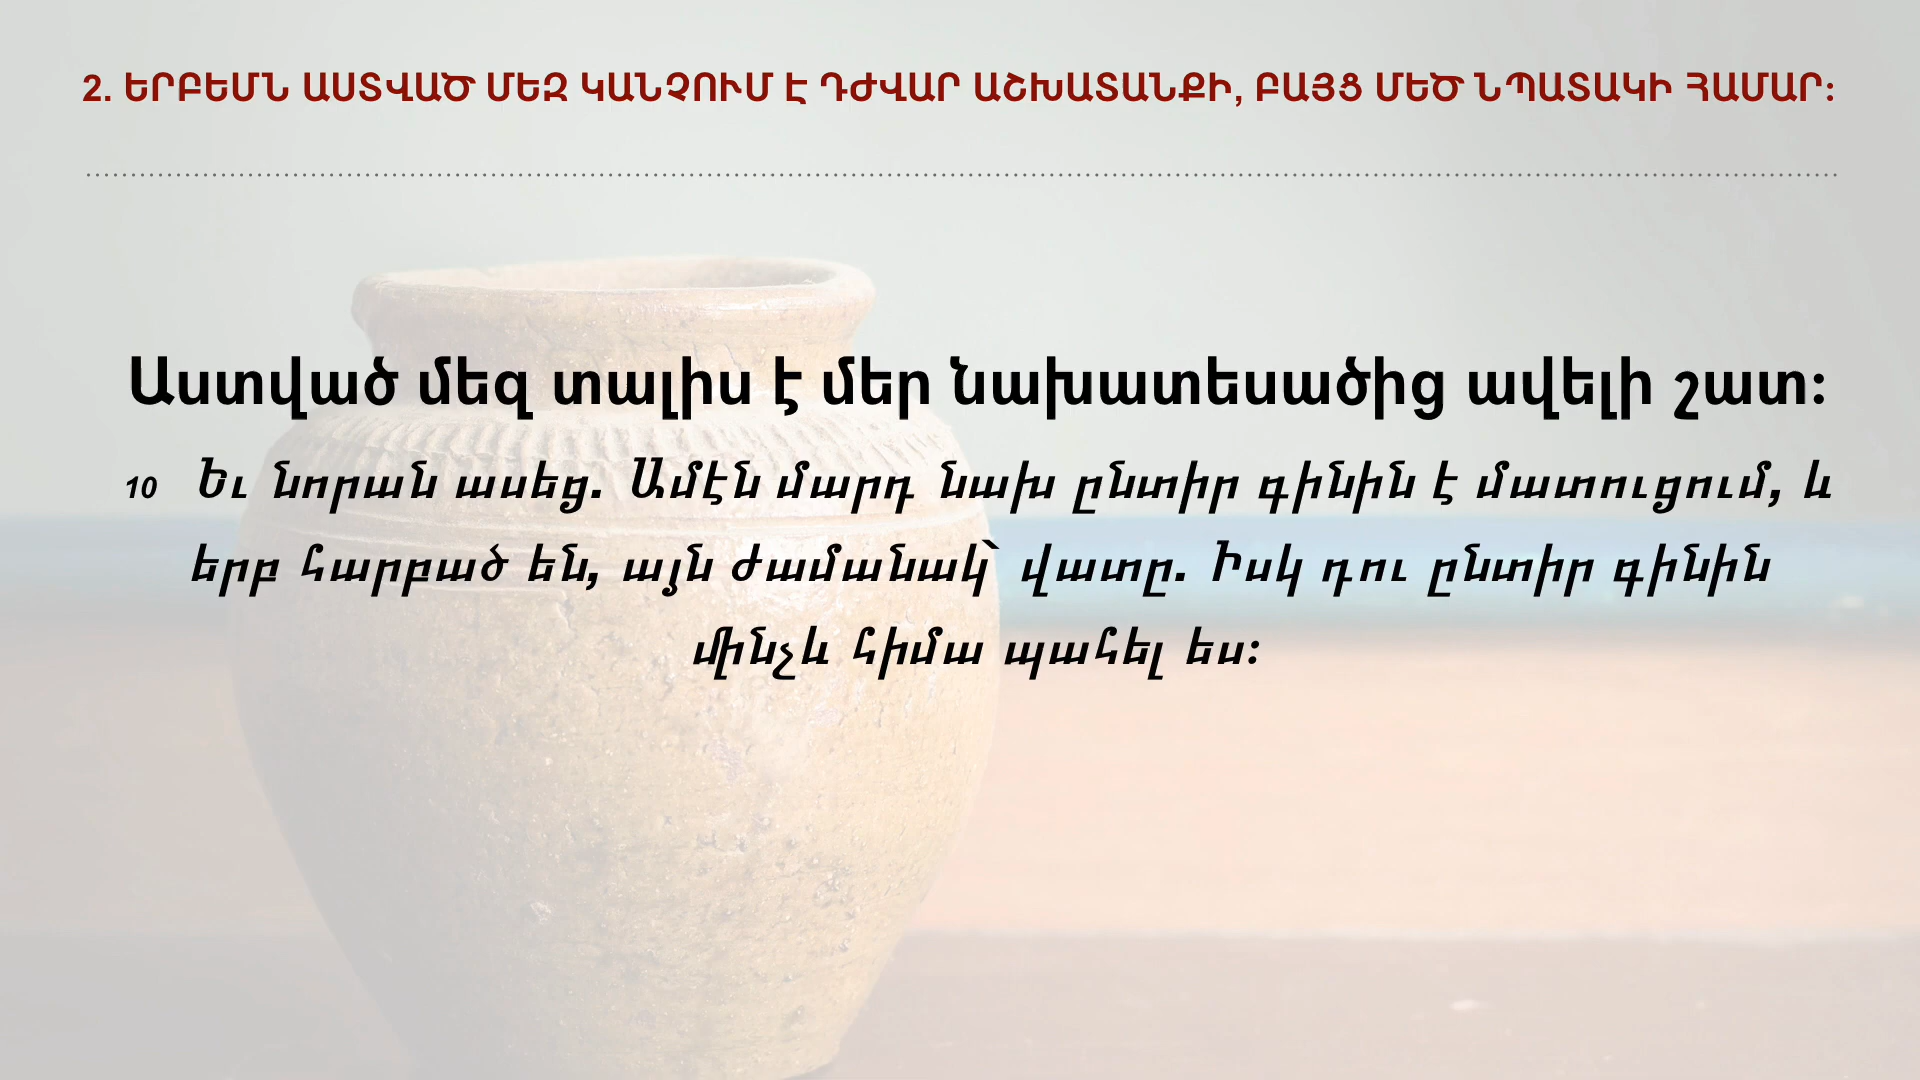 2. ԵՐԲԵՄՆ ԱՍՏՎԱԾ ՄԵԶ ԿԱՆՉՈՒՄ Է ԴԺՎԱՐ ԱՇԽԱՏԱՆՔԻ, ԲԱՅՑ ՄԵԾ ՆՊԱՏԱԿԻ ՀԱՄԱՐ։
Աստված մեզ տալիս է մեր նախատեսածից ավելի շատ։
10 Եւ նորան ասեց. Ամէն մարդ նախ ընտիր գինին է մատուցում, և
երբ հարբած են, այն ժամանակ՝ վատը. Իսկ դու ընտիր գինին
մինչև հիմա պահել ես։